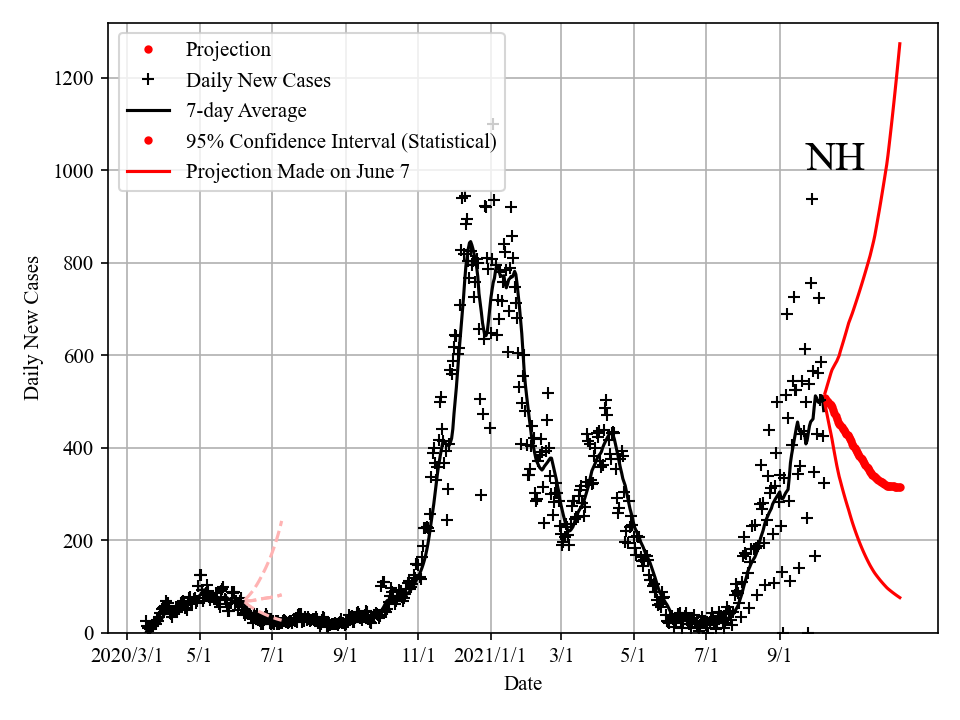 Projection
Daily New Cases
7-day Average
95% Confidence Interval (Statistical)
Projection Made on June 7
NH
1200
1000
800
600
400
200
0
Daily New Cases
2020/3/1 5/1 7/1 9/1 11/1 2021/1/1 3/1 5/1 7/1 9/1
Date